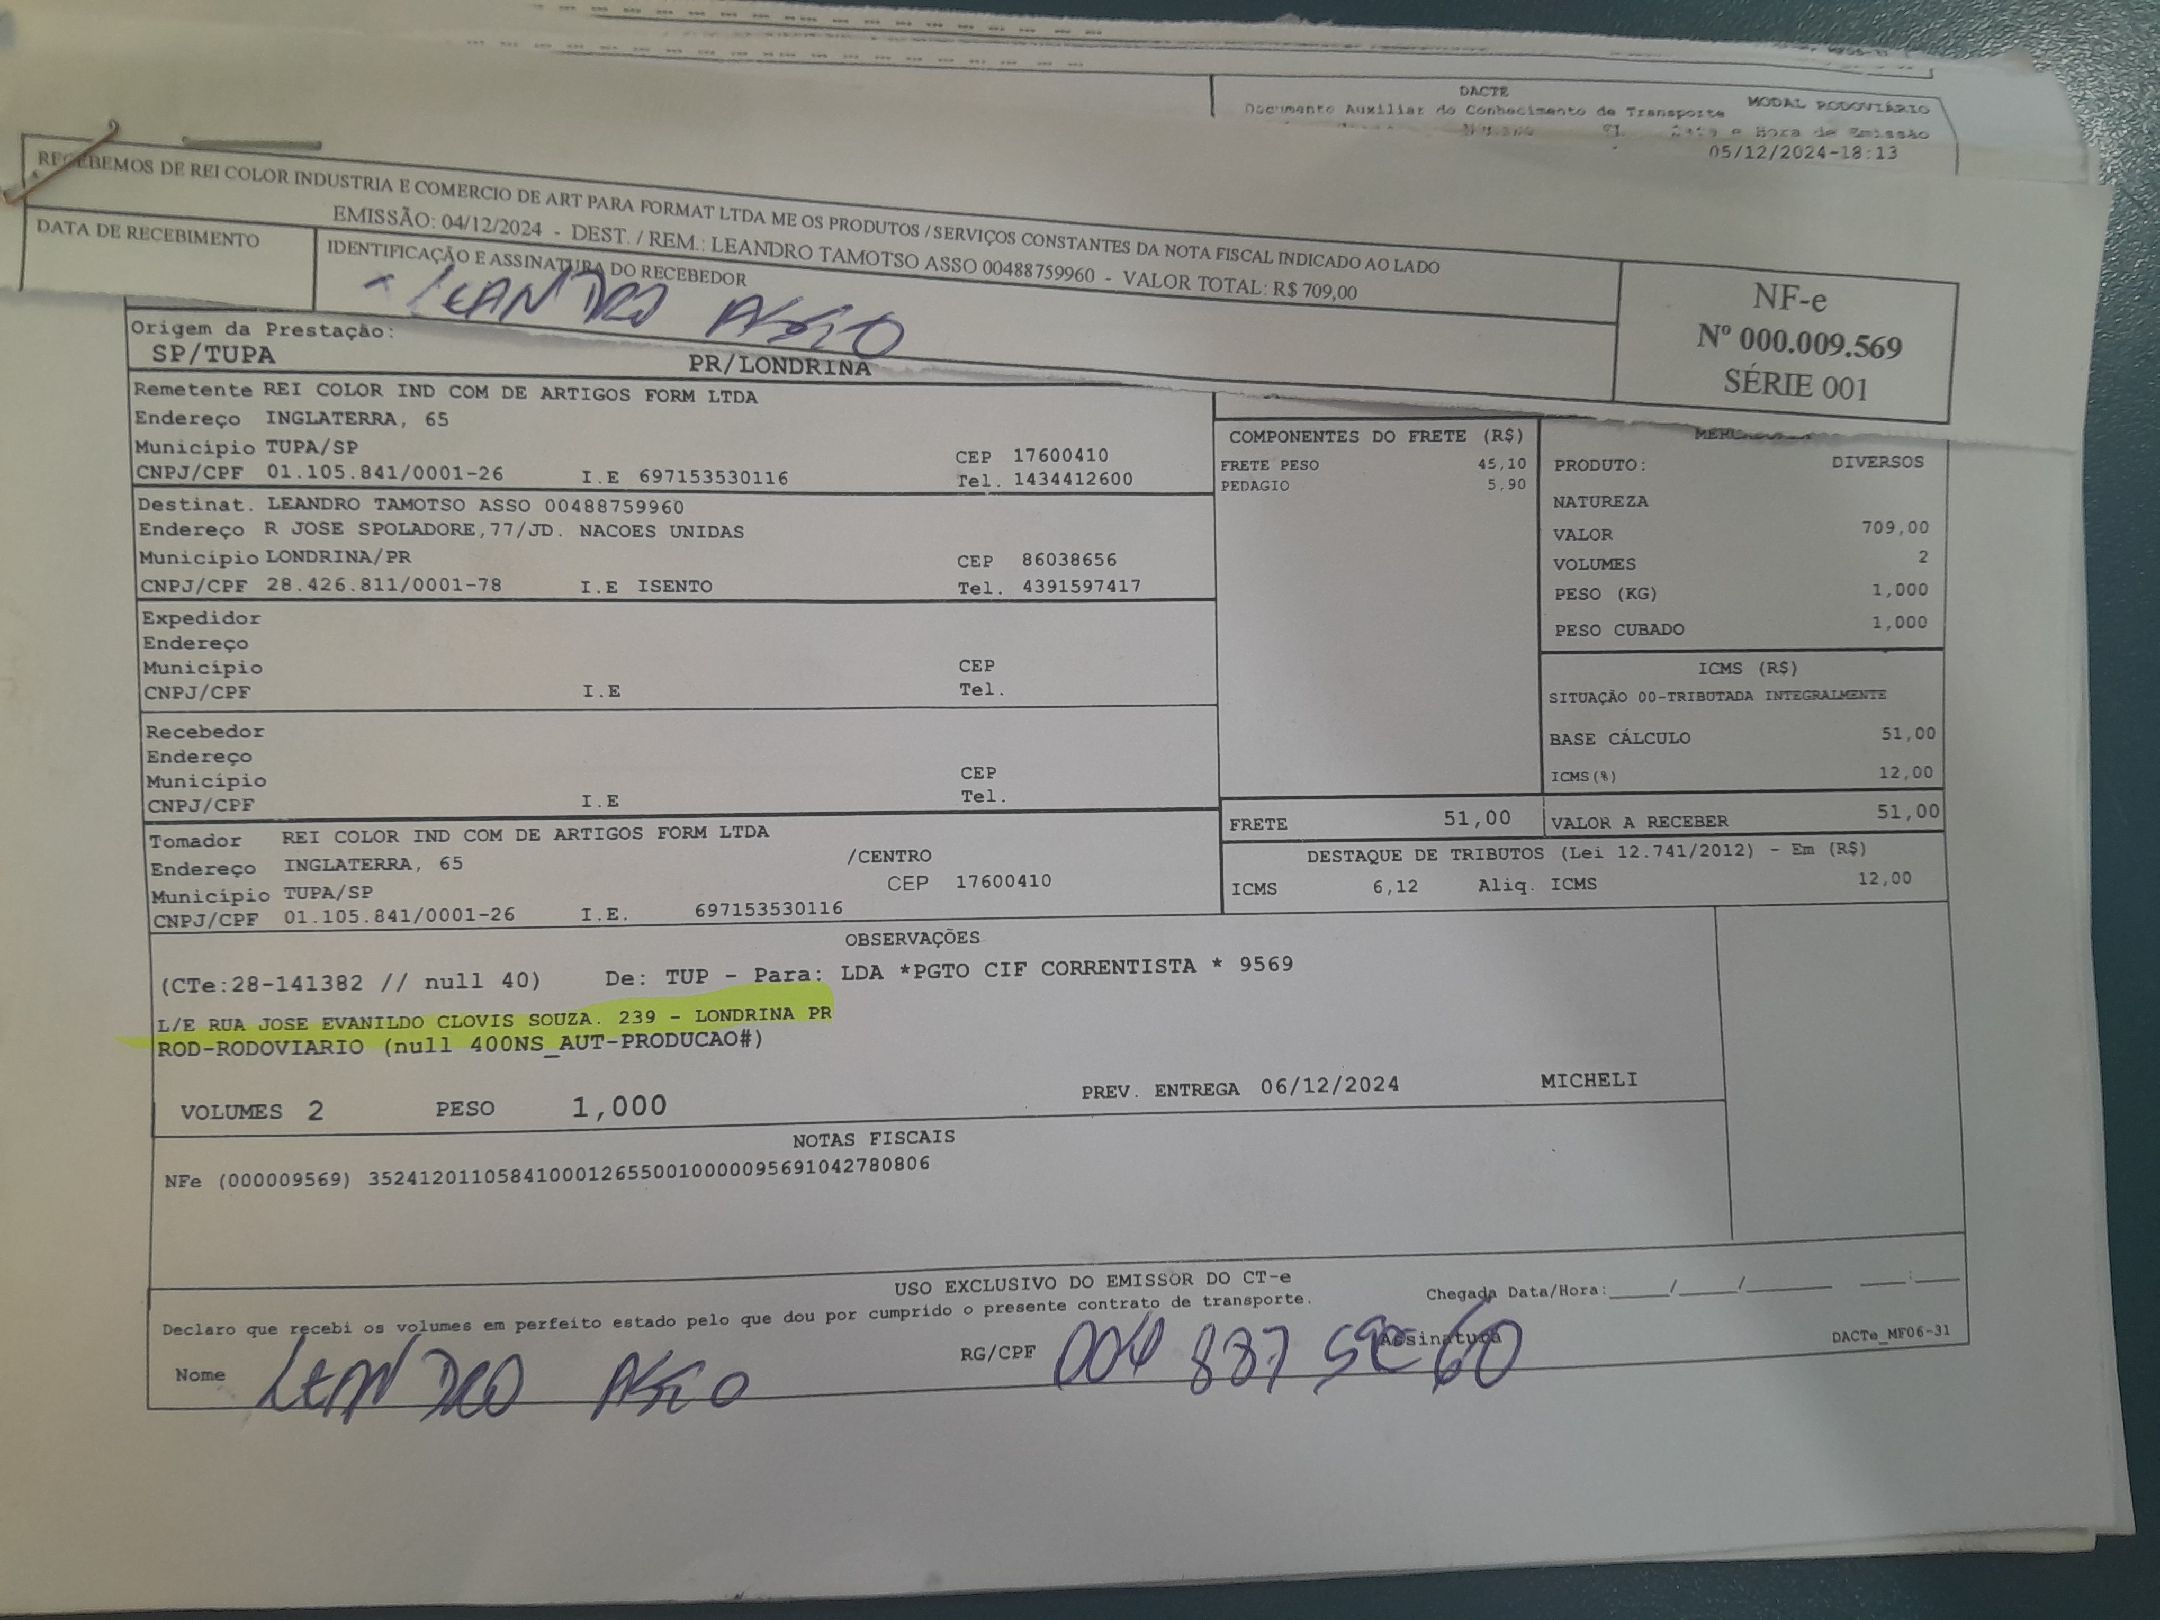 DACTE
MODAL RODOVIÁRIO
Documento Auxiliar do Conhecimento de Transporte
Data e Hora de Emissão
05/12/2024-18:13
RECEBEMOS DE REI COLOR INDUSTRIA E COMERCIO DE ART PARA FORMAT LTDA ME OS PRODUTOS / SERVIÇOS CONSTANTES DA NOTA FISCAL INDICADO AO LADO
EMISSÃO: 04/12/2024 - DEST. / REM.: LEANDRO TAMOTSO ASSO 00488759960 - VALOR TOTAL: R$ 709,00
DATA DE RECEBIMENTO
IDENTIFICAÇÃO E ASSINATURA DO RECEBEDOR
LEANDRO ASSO
NF-e
Nº 000.009.569
SÉRIE 001
Origem da Prestação:
SP/TUPA
PR/LONDRINA
Remetente REI COLOR IND COM DE ARTIGOS FORM LTDA
Endereço INGLATERRA, 65
Município TUPA/SP CEP 17600410
CNPJ/CPF 01.105.841/0001-26 I.E 697153530116 Tel. 1434412600
Destinat. LEANDRO TAMOTSO ASSO 00488759960
Endereço R JOSE SPOLADORE,77/JD. NACOES UNIDAS
Município LONDRINA/PR CEP 86038656
CNPJ/CPF 28.426.811/0001-78 I.E ISENTO Tel. 4391597417
Expedidor
Endereço
Município CEP
CNPJ/CPF I.E Tel.
Recebedor
Endereço
Município CEP
CNPJ/CPF I.E Tel.
Tomador REI COLOR IND COM DE ARTIGOS FORM LTDA
Endereço INGLATERRA, 65 /CENTRO
Município TUPA/SP CEP 17600410
CNPJ/CPF 01.105.841/0001-26 I.E. 697153530116
COMPONENTES DO FRETE (R$)
FRETE PESO 45,10
PEDAGIO 5,90
PRODUTO: DIVERSOS
NATUREZA
VALOR 709,00
VOLUMES 2
PESO (KG) 1,000
PESO CUBADO 1,000
ICMS (R$)
SITUAÇÃO 00-TRIBUTADA INTEGRALMENTE
BASE CÁLCULO 51,00
ICMS(%) 12,00
FRETE 51,00 VALOR A RECEBER 51,00
DESTAQUE DE TRIBUTOS (Lei 12.741/2012) - Em (R$)
ICMS 6,12 Aliq. ICMS 12,00
OBSERVAÇÕES
(CTe:28-141382 // null 40) De: TUP - Para: LDA *PGTO CIF CORRENTISTA * 9569
L/E RUA JOSE EVANILDO CLOVIS SOUZA. 239 - LONDRINA PR
ROD-RODOVIARIO (null 400NS_AUT-PRODUCAO#)
VOLUMES 2 PESO 1,000 PREV. ENTREGA 06/12/2024 MICHELI
NOTAS FISCAIS
NFe (000009569) 35241201105841000126550010000095691042780806
USO EXCLUSIVO DO EMISSOR DO CT-e
Declaro que recebi os volumes em perfeito estado pelo que dou por cumprido o presente contrato de transporte.
Chegada Data/Hora:____/____/______ ___:___
Nome LEANDRO ASSO RG/CPF Assinatura
DACTe_MF06-31